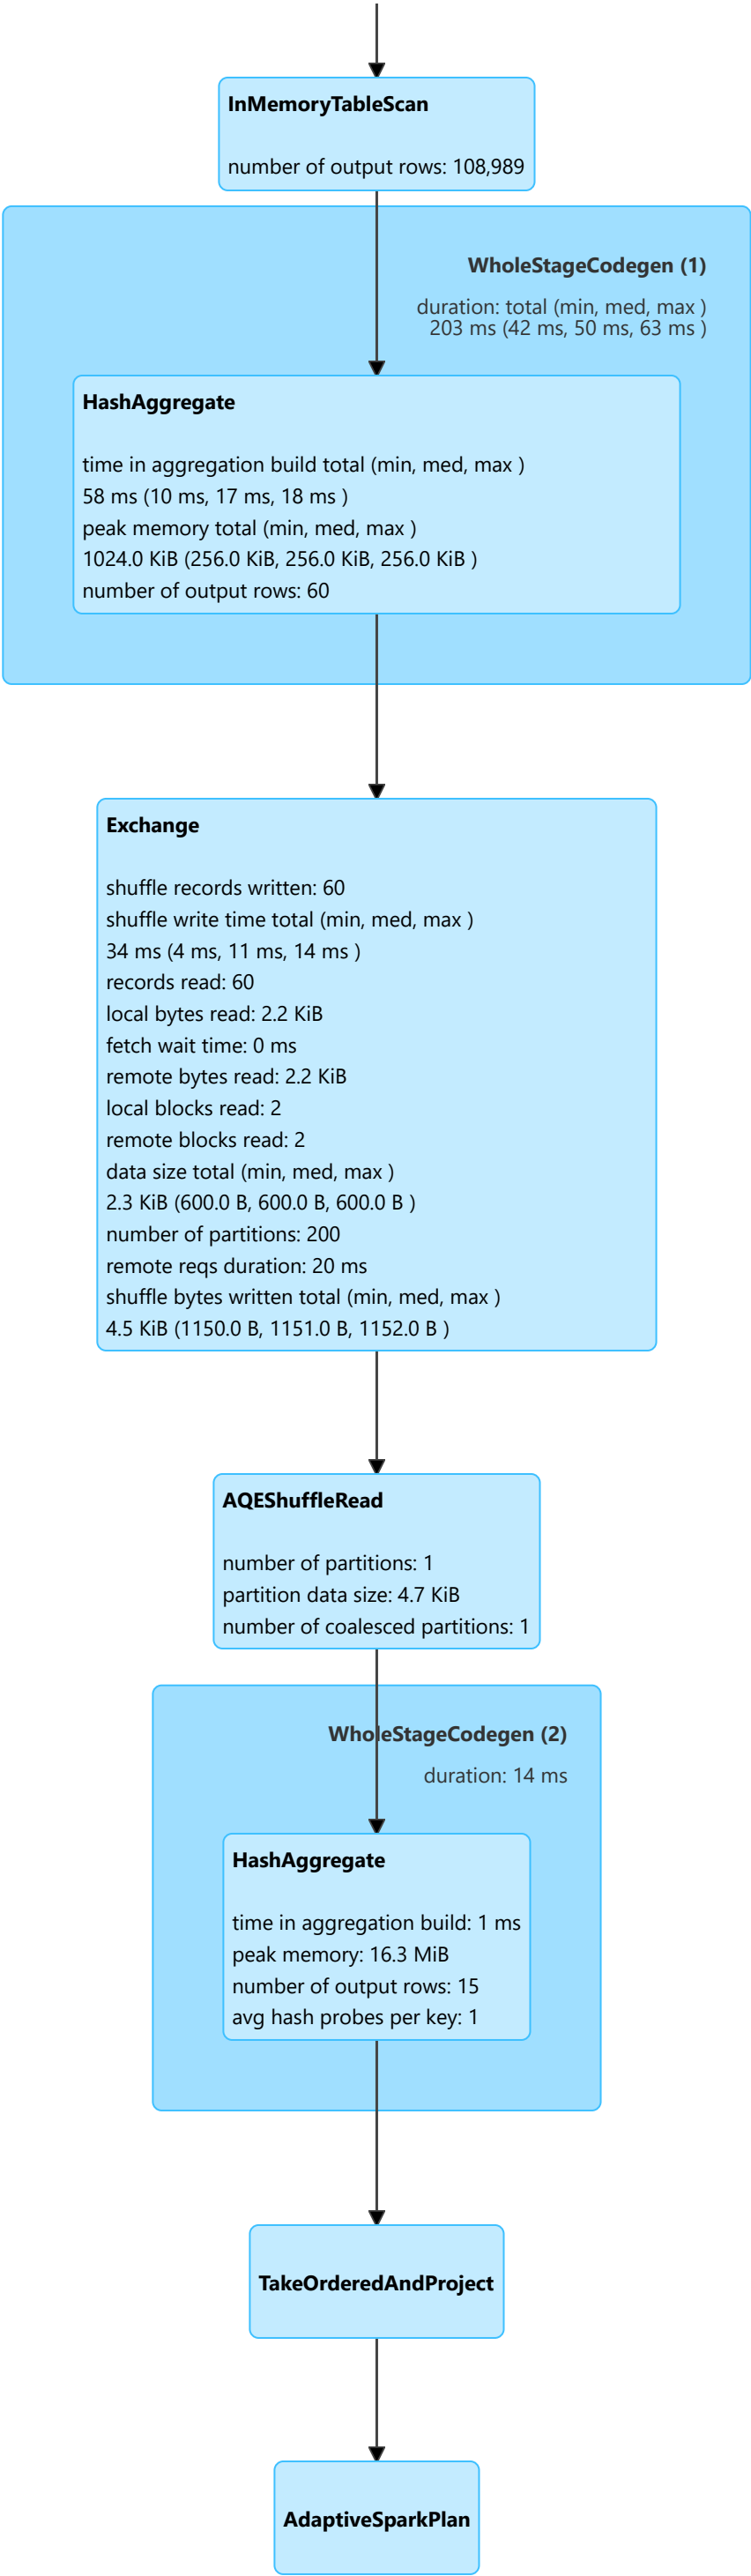 InMemoryTableScan
number of output rows: 108,989
WholeStageCodegen (1)
duration: total (min, med, max )
203 ms (42 ms, 50 ms, 63 ms )
HashAggregate
time in aggregation build total (min, med, max )
58 ms (10 ms, 17 ms, 18 ms )
peak memory total (min, med, max )
1024.0 KiB (256.0 KiB, 256.0 KiB, 256.0 KiB )
number of output rows: 60
Exchange
shuffle records written: 60
shuffle write time total (min, med, max )
34 ms (4 ms, 11 ms, 14 ms )
records read: 60
local bytes read: 2.2 KiB
fetch wait time: 0 ms
remote bytes read: 2.2 KiB
local blocks read: 2
remote blocks read: 2
data size total (min, med, max )
2.3 KiB (600.0 B, 600.0 B, 600.0 B )
number of partitions: 200
remote reqs duration: 20 ms
shuffle bytes written total (min, med, max )
4.5 KiB (1150.0 B, 1151.0 B, 1152.0 B )
AQEShuffleRead
number of partitions: 1
partition data size: 4.7 KiB
number of coalesced partitions: 1
WholeStageCodegen (2)
duration: 14 ms
HashAggregate
time in aggregation build: 1 ms
peak memory: 16.3 MiB
number of output rows: 15
avg hash probes per key: 1
TakeOrderedAndProject
AdaptiveSparkPlan